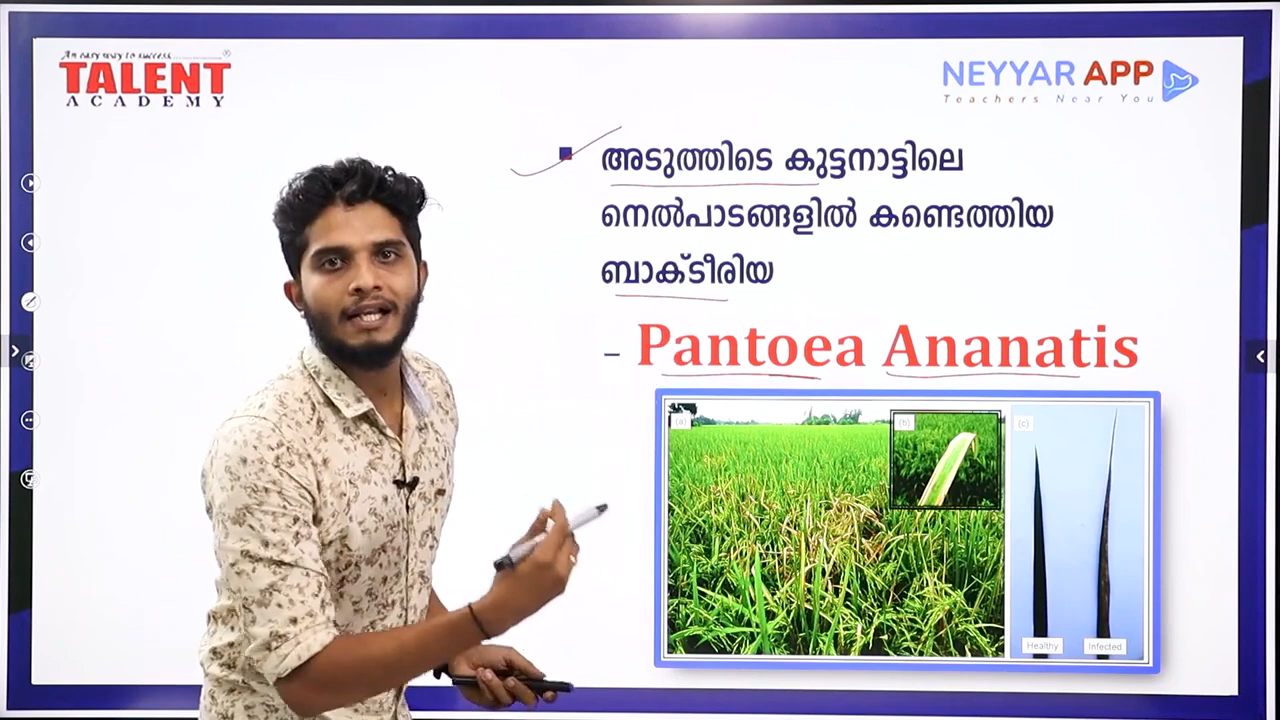 An easy way to success.............
®
TALENT
ACADEMY
NEYYAR APP
Teachers Near You
അടുത്തിടെ കുട്ടനാട്ടിലെ
നെൽപാടങ്ങളിൽ കണ്ടെത്തിയ
ബാക്ടീരിയ
– Pantoea Ananatis
(a)
(b)
(c)
Healthy
Infected